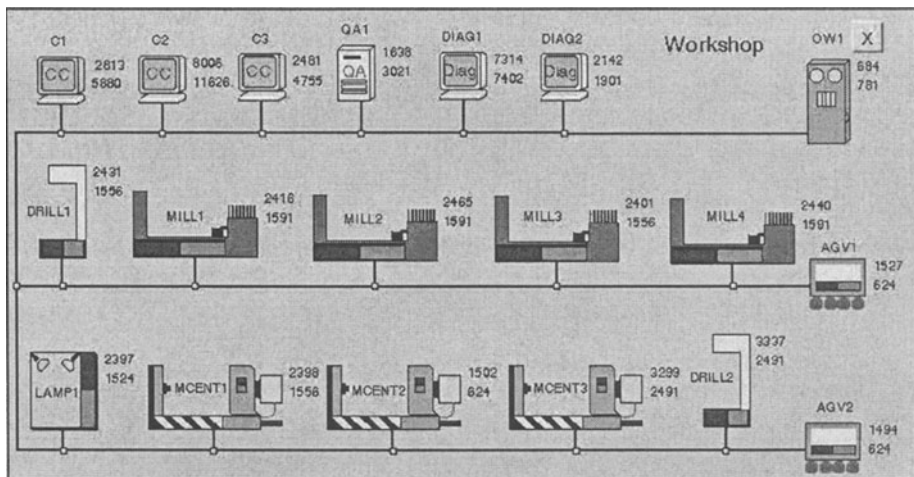 C1
2813
5880
CC
C2
8006
11626
CC
C3
2481
4755
CC
QA1
1638
3021
QA
DIAG1
7314
7402
Diag
DIAG2
2142
1901
Diag
Workshop
OW1
X
684
781
DRILL1
2431
1556
MILL1
2418
1591
MILL2
2465
1591
MILL3
2401
1556
MILL4
2440
1591
AGV1
1527
624
LAMP1
2397
1524
MCENT1
2398
1556
MCENT2
1502
624
MCENT3
3299
2491
DRILL2
3337
2491
AGV2
1494
624